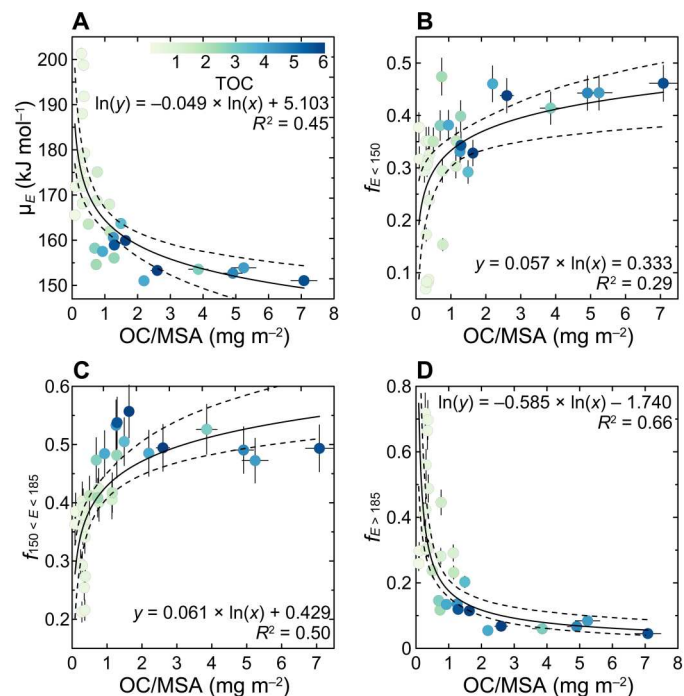 A
1 2 3 4 5 6
TOC
ln(y) = –0.049 × ln(x) + 5.103
R² = 0.45
200
190
180
170
160
150
μE (kJ mol⁻¹)
0 1 2 3 4 5 6 7 8
OC/MSA (mg m⁻²)
B
0.5
0.4
0.3
0.2
0.1
fE < 150
y = 0.057 × ln(x) = 0.333
R² = 0.29
0 1 2 3 4 5 6 7
OC/MSA (mg m⁻²)
C
0.6
0.5
0.4
0.3
0.2
f150 < E < 185
y = 0.061 × ln(x) + 0.429
R² = 0.50
0 1 2 3 4 5 6 7
OC/MSA (mg m⁻²)
D
ln(y) = –0.585 × ln(x) – 1.740
R² = 0.66
0.8
0.6
0.4
0.2
0
fE > 185
0 1 2 3 4 5 6 7 8
OC/MSA (mg m⁻²)